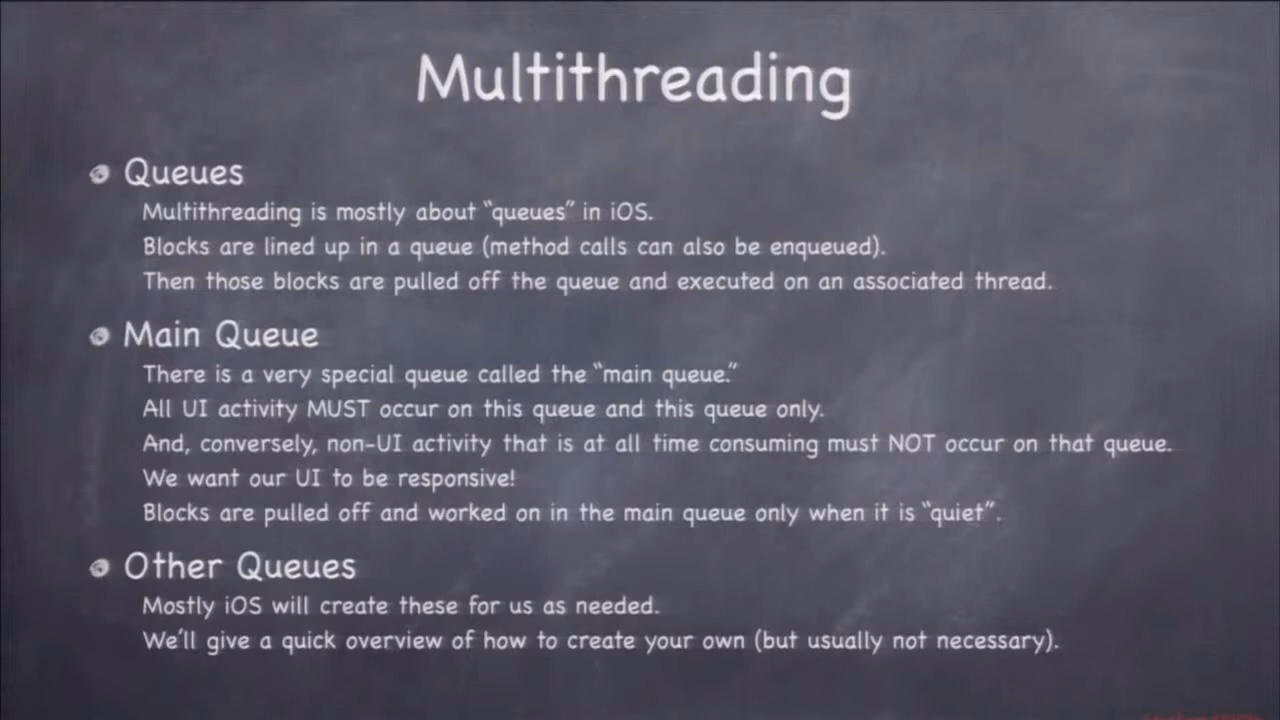 Multithreading
Queues
Multithreading is mostly about “queues” in iOS.
Blocks are lined up in a queue (method calls can also be enqueued).
Then those blocks are pulled off the queue and executed on an associated thread.
Main Queue
There is a very special queue called the “main queue.”
All UI activity MUST occur on this queue and this queue only.
And, conversely, non-UI activity that is at all time consuming must NOT occur on that queue.
We want our UI to be responsive!
Blocks are pulled off and worked on in the main queue only when it is “quiet”.
Other Queues
Mostly iOS will create these for us as needed.
We’ll give a quick overview of how to create your own (but usually not necessary).